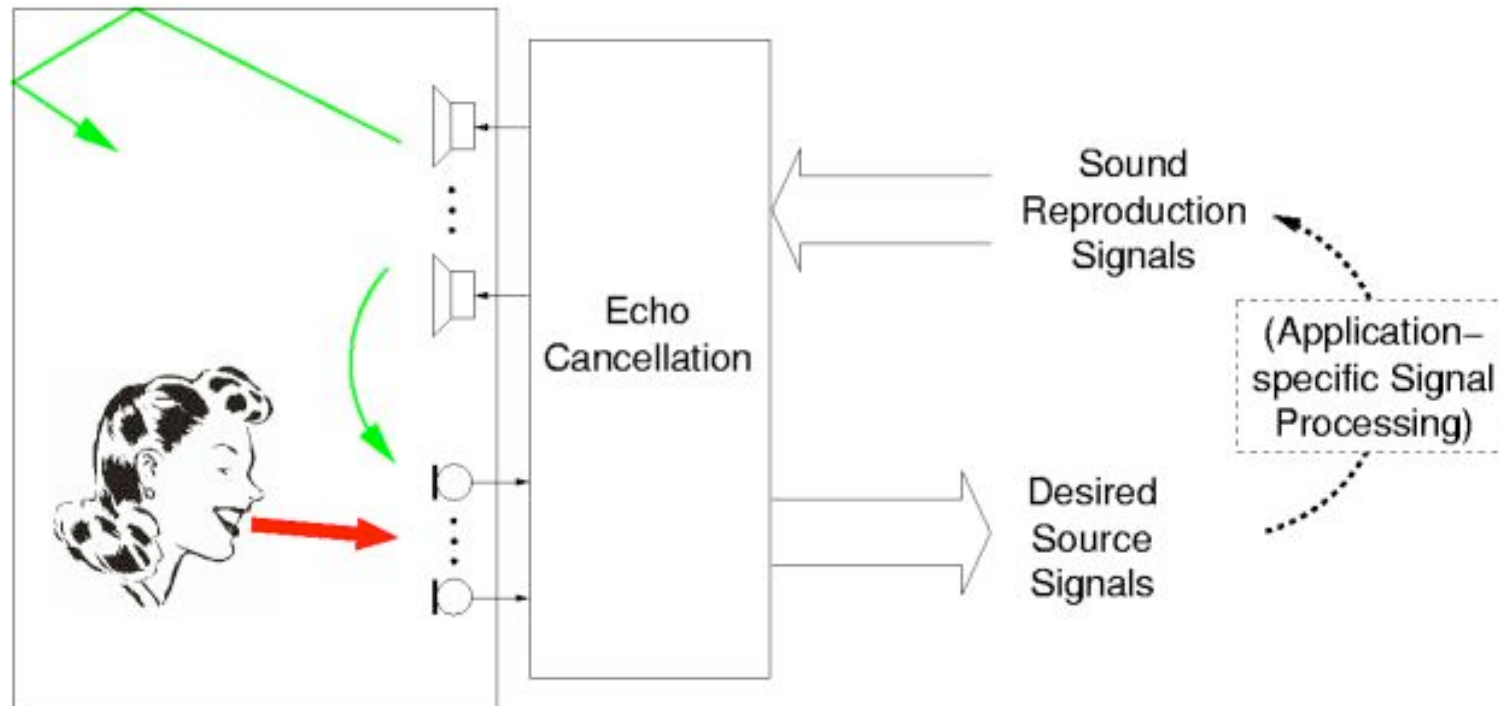 Echo
Cancellation
Sound
Reproduction
Signals
(Application–
specific Signal
Processing)
Desired
Source
Signals